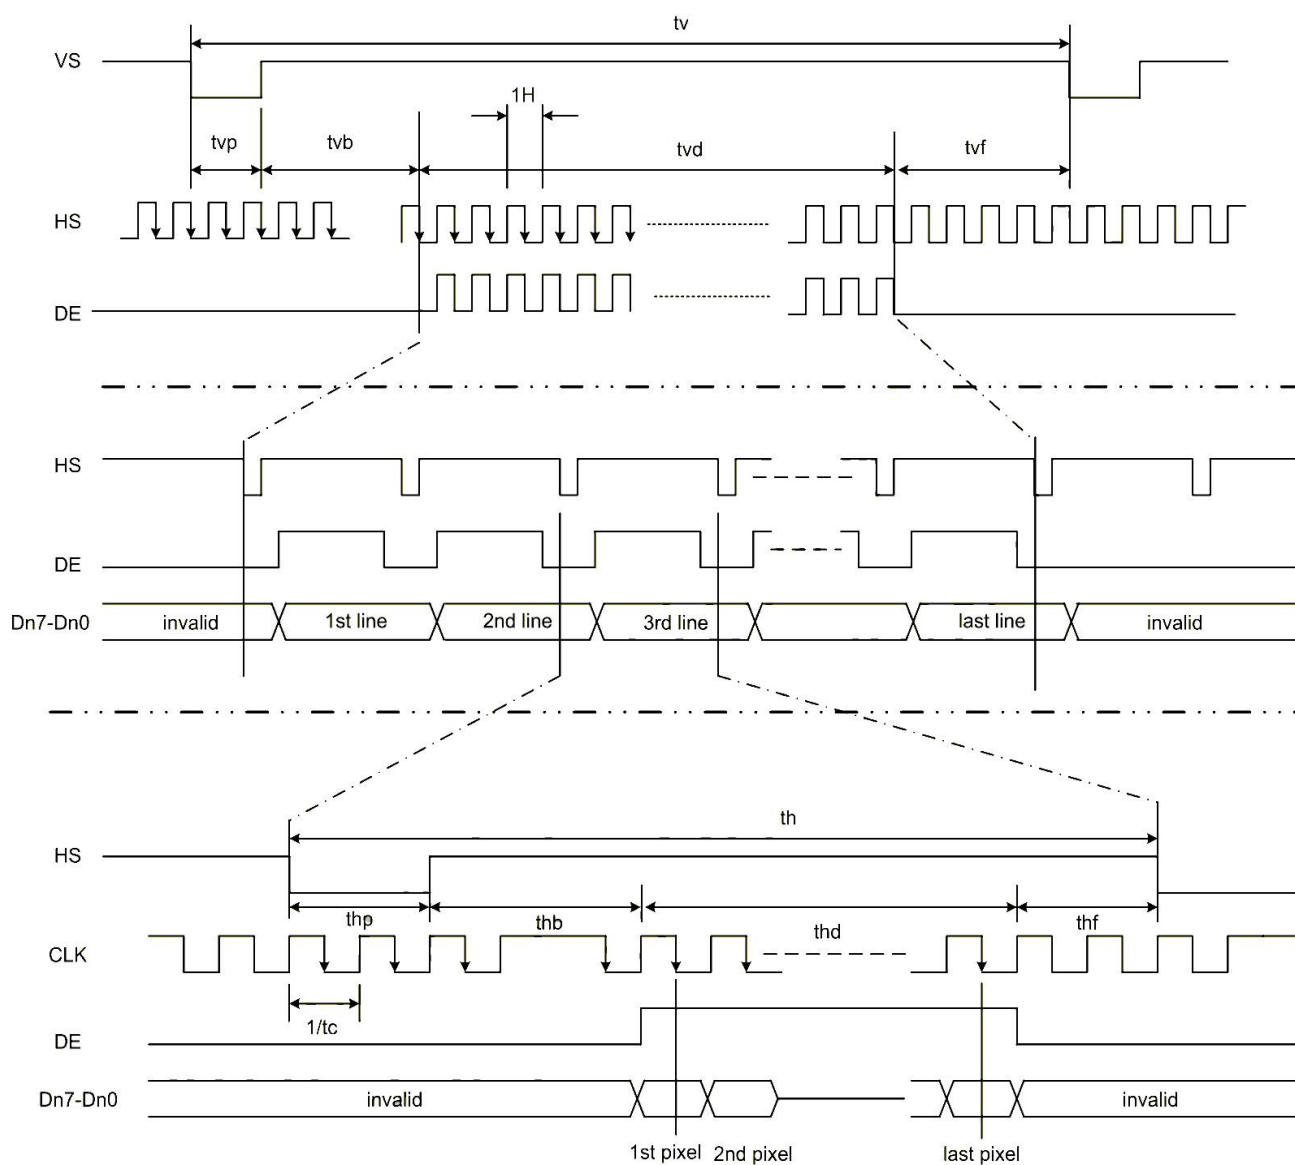 tv
VS
1H
tvp
tvb
tvd
tvf
HS
DE
HS
DE
Dn7-Dn0
invalid
1st line
2nd line
3rd line
last line
invalid
th
HS
thp
thb
thd
thf
CLK
1/tc
DE
Dn7-Dn0
invalid
invalid
1st pixel
2nd pixel
last pixel